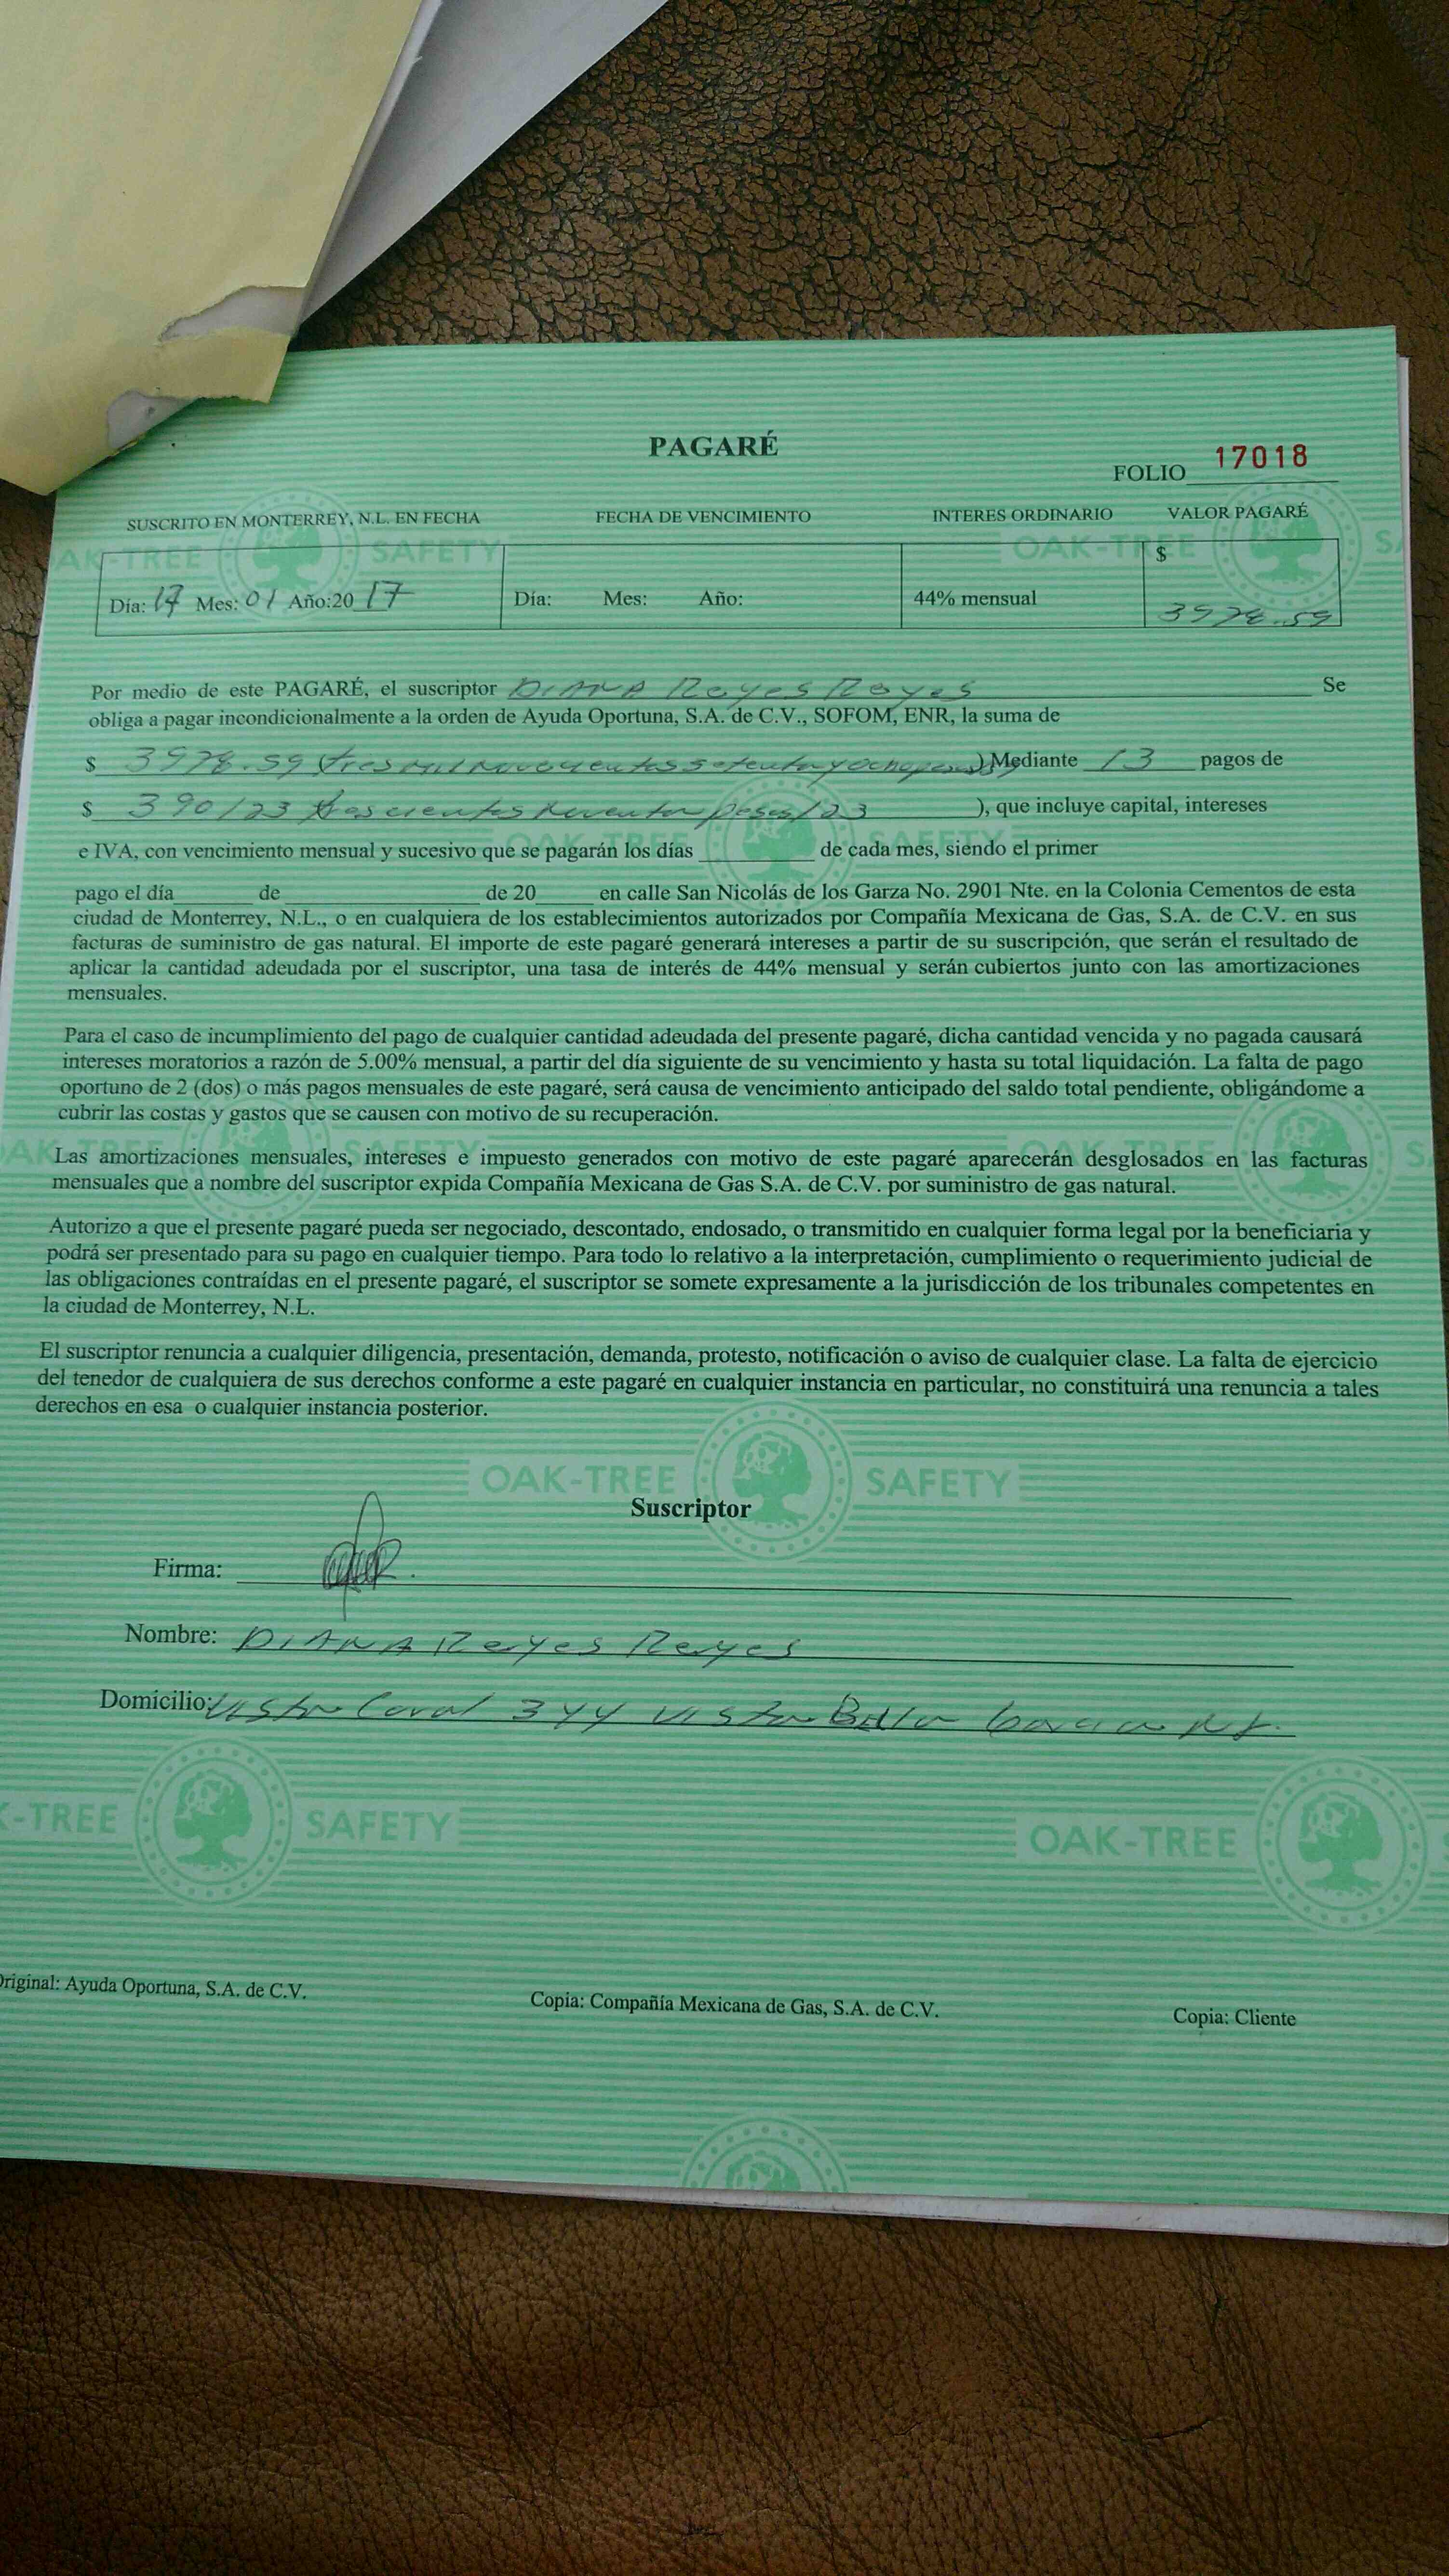 PAGARÉ
FOLIO 17018
SUSCRITO EN MONTERREY, N.L. EN FECHA FECHA DE VENCIMIENTO INTERES ORDINARIO VALOR PAGARÉ
$
Día: 17 Mes: 01 Año:20 17 Día: Mes: Año: 44% mensual 3978.59
Por medio de este PAGARÉ, el suscriptor DIANA Reyes Reyes Se
obliga a pagar incondicionalmente a la orden de Ayuda Oportuna, S.A. de C.V., SOFOM, ENR, la suma de
$ 3978.59 (tres mil novecientos setenta y ocho pesos) Mediante 13 pagos de
$ 390/23 trescientos noventa pesos/23 ), que incluye capital, intereses
e IVA, con vencimiento mensual y sucesivo que se pagarán los días ________ de cada mes, siendo el primer
pago el día ______ de ______________ de 20____ en calle San Nicolás de los Garza No. 2901 Nte. en la Colonia Cementos de esta
ciudad de Monterrey, N.L., o en cualquiera de los establecimientos autorizados por Compañía Mexicana de Gas, S.A. de C.V. en sus
facturas de suministro de gas natural. El importe de este pagaré generará intereses a partir de su suscripción, que serán el resultado de
aplicar la cantidad adeudada por el suscriptor, una tasa de interés de 44% mensual y serán cubiertos junto con las amortizaciones
mensuales.
Para el caso de incumplimiento del pago de cualquier cantidad adeudada del presente pagaré, dicha cantidad vencida y no pagada causará
intereses moratorios a razón de 5.00% mensual, a partir del día siguiente de su vencimiento y hasta su total liquidación. La falta de pago
oportuno de 2 (dos) o más pagos mensuales de este pagaré, será causa de vencimiento anticipado del saldo total pendiente, obligándome a
cubrir las costas y gastos que se causen con motivo de su recuperación.
Las amortizaciones mensuales, intereses e impuesto generados con motivo de este pagaré aparecerán desglosados en las facturas
mensuales que a nombre del suscriptor expida Compañía Mexicana de Gas S.A. de C.V. por suministro de gas natural.
Autorizo a que el presente pagaré pueda ser negociado, descontado, endosado, o transmitido en cualquier forma legal por la beneficiaria y
podrá ser presentado para su pago en cualquier tiempo. Para todo lo relativo a la interpretación, cumplimiento o requerimiento judicial de
las obligaciones contraídas en el presente pagaré, el suscriptor se somete expresamente a la jurisdicción de los tribunales competentes en
la ciudad de Monterrey, N.L.
El suscriptor renuncia a cualquier diligencia, presentación, demanda, protesto, notificación o aviso de cualquier clase. La falta de ejercicio
del tenedor de cualquiera de sus derechos conforme a este pagaré en cualquier instancia en particular, no constituirá una renuncia a tales
derechos en esa o cualquier instancia posterior.
OAK-TREE SAFETY
Suscriptor
Firma:
Nombre: DIANA Reyes Reyes
Domicilio: Vista Coral 344 Vista Bella
OAK-TREE SAFETY OAK-TREE
Original: Ayuda Oportuna, S.A. de C.V. Copia: Compañía Mexicana de Gas, S.A. de C.V. Copia: Cliente